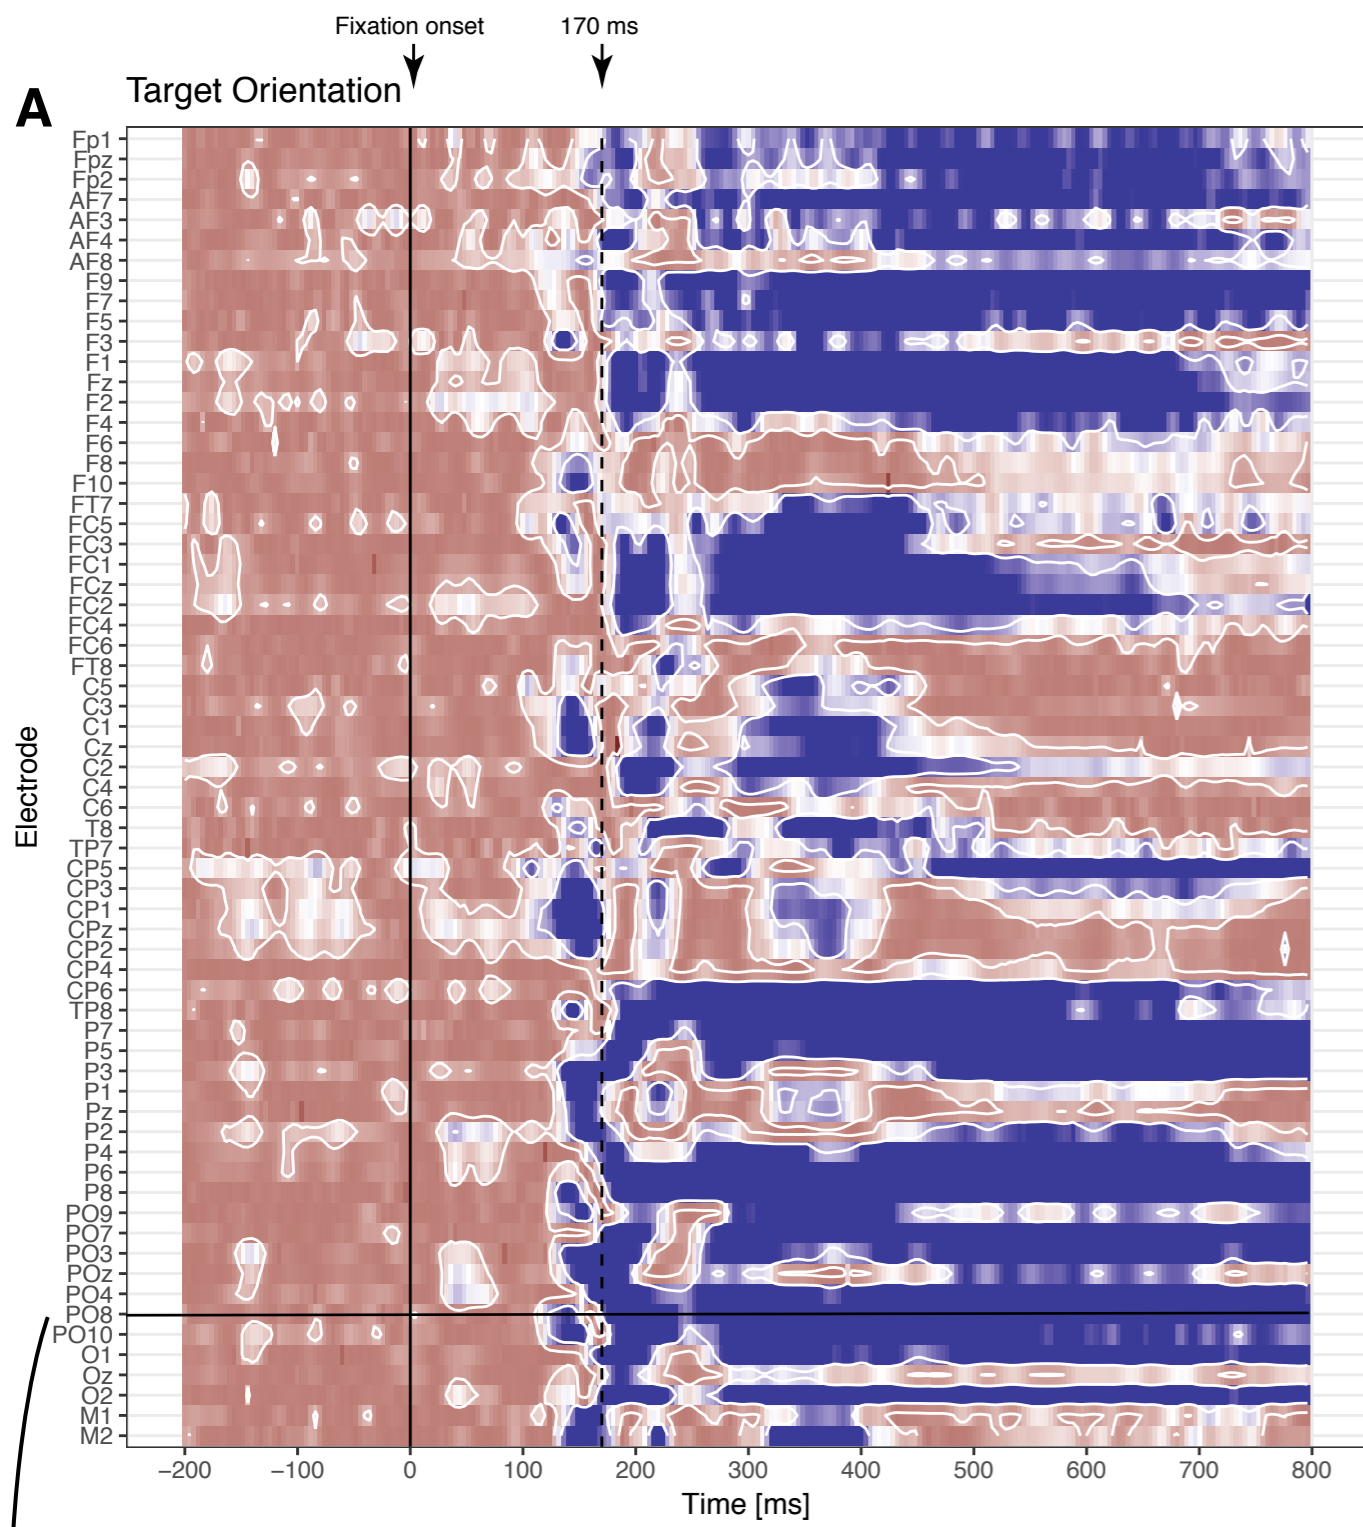 Fixation onset 170 ms
A Target Orientation
Fp1
Fpz
Fp2
AF7
AF3
AF4
AF8
F9
F7
F5
F3
F1
Fz
F2
F4
F6
F8
F10
FT7
FC5
FC3
FC1
FCz
FC2
FC4
FC6
FT8
C5
C3
C1
Cz
C2
C4
C6
T8
TP7
CP5
CP3
CP1
CPz
CP2
CP4
CP6
TP8
P7
P5
P3
P1
Pz
P2
P4
P6
P8
PO9
PO7
PO3
POz
PO4
PO8
PO10
O1
Oz
O2
M1
M2
Electrode
−200 −100 0 100 200 300 400 500 600 700 800
Time [ms]